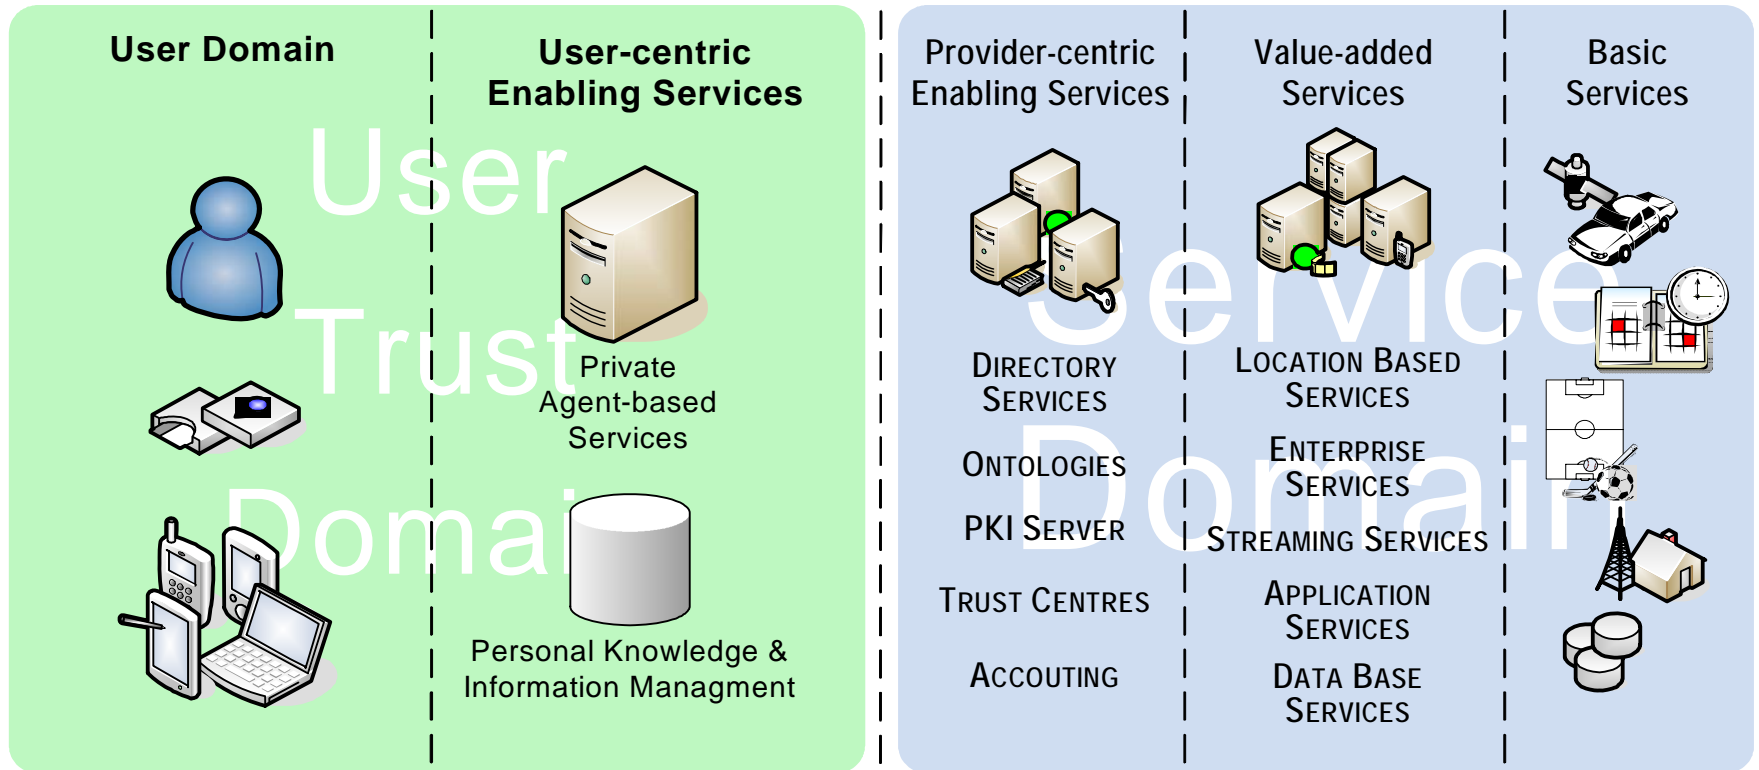 User Domain
User-centric
Enabling Services
Provider-centric
Enabling Services
Value-added
Services
Basic
Services
User
Trust
Domai
Service
Domain
Private
Agent-based
Services
Personal Knowledge &
Information Managment
DIRECTORY
SERVICES
ONTOLOGIES
PKI SERVER
TRUST CENTRES
ACCOUTING
LOCATION BASED
SERVICES
ENTERPRISE
SERVICES
STREAMING SERVICES
APPLICATION
SERVICES
DATA BASE
SERVICES